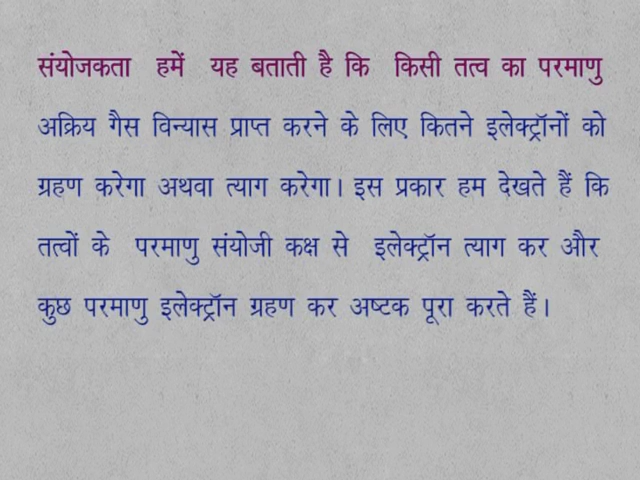 संयोजकता हमें यह बताती है कि किसी तत्व का परमाणु
अक्रिय गैस विन्यास प्राप्त करने के लिए कितने इलेक्ट्रॉनों को
ग्रहण करेगा अथवा त्याग करेगा। इस प्रकार हम देखते हैं कि
तत्वों के परमाणु संयोजी कक्ष से इलेक्ट्रॉन त्याग कर और
कुछ परमाणु इलेक्ट्रॉन ग्रहण कर अष्टक पूरा करते हैं।